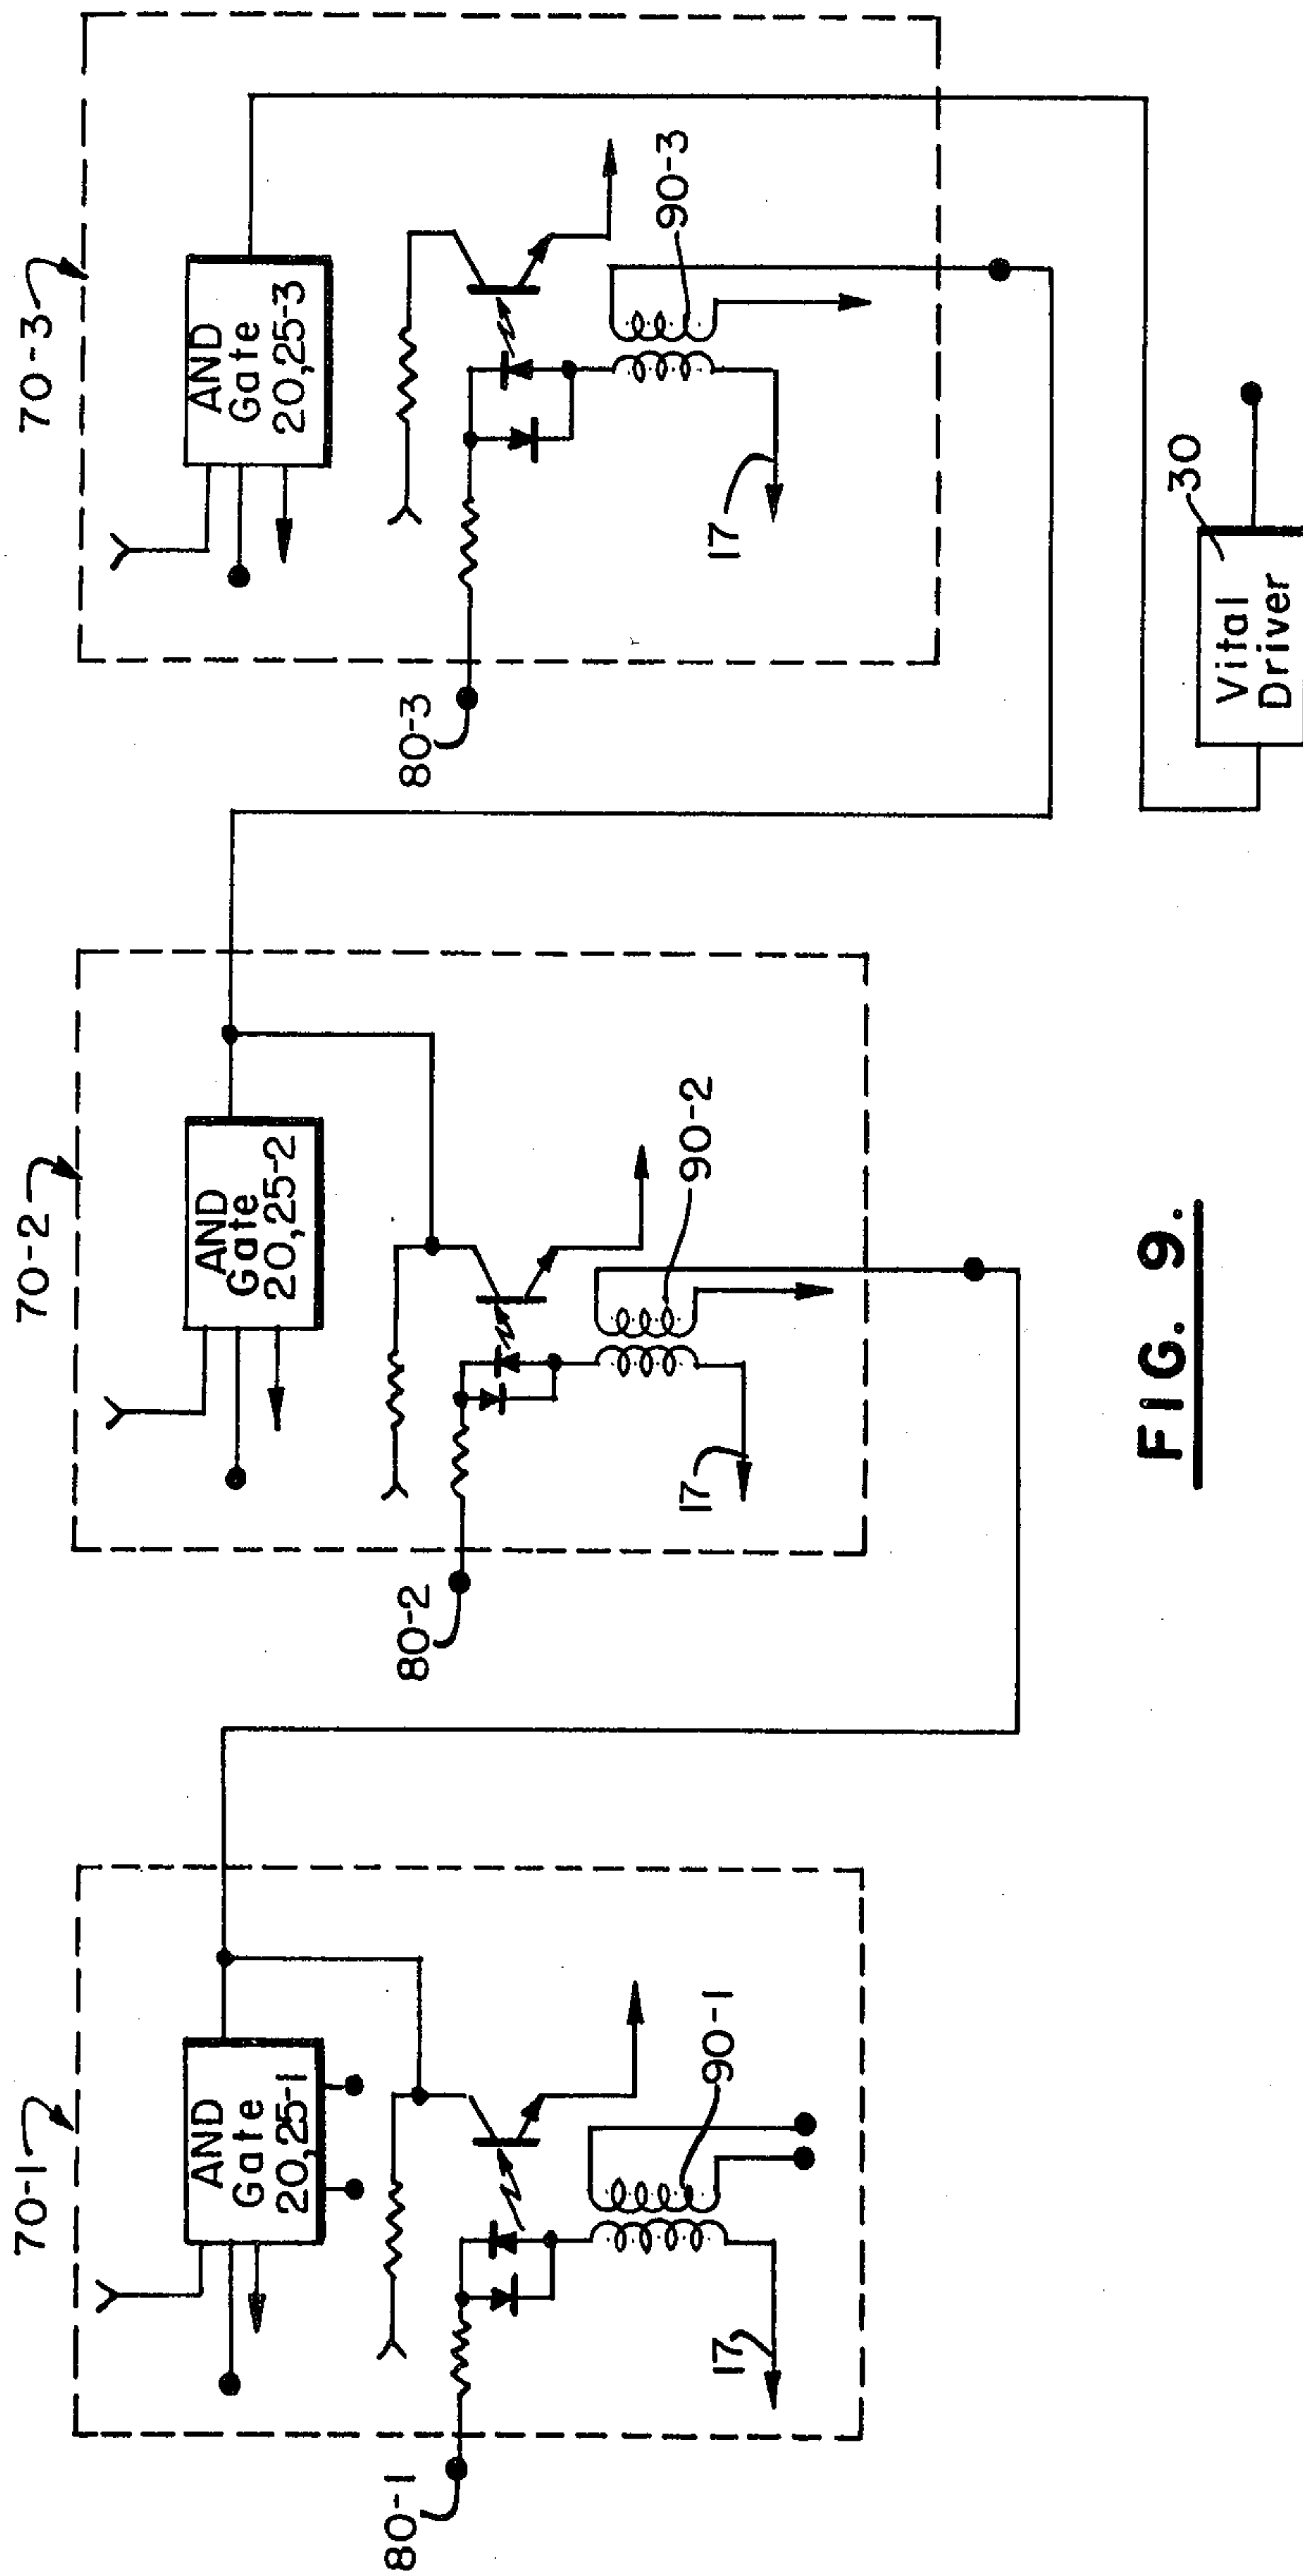 70-1
AND
Gate
20,25-1
80-1
90-1
17
70-2
AND
Gate
20,25-2
80-2
90-2
17
70-3
AND
Gate
20,25-3
80-3
90-3
17
30
Vital
Driver
FIG. 9.